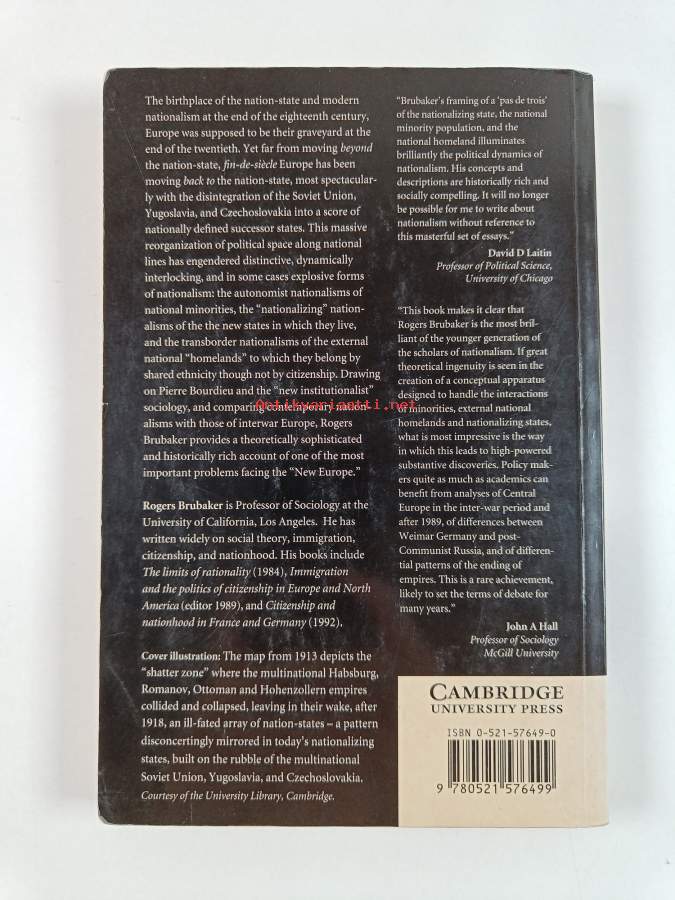 The birthplace of the nation-state and modern
nationalism at the end of the eighteenth century,
Europe was supposed to be their graveyard at the
end of the twentieth. Yet far from moving beyond
the nation-state, fin-de-siècle Europe has been
moving back to the nation-state, most spectacular-
ly with the disintegration of the Soviet Union,
Yugoslavia, and Czechoslovakia into a score of
nationally defined successor states. This massive
reorganization of political space along national
lines has engendered distinctive, dynamically
interlocking, and in some cases explosive forms
of nationalism: the autonomist nationalisms of
national minorities, the “nationalizing” nation-
alisms of the the new states in which they live,
and the transborder nationalisms of the external
national “homelands” to which they belong by
shared ethnicity though not by citizenship. Drawing
on Pierre Bourdieu and the “new institutionalist”
sociology, and comparing contemporary nation-
alisms with those of interwar Europe, Rogers
Brubaker provides a theoretically sophisticated
and historically rich account of one of the most
important problems facing the “New Europe.”
Rogers Brubaker is Professor of Sociology at the
University of California, Los Angeles. He has
written widely on social theory, immigration,
citizenship, and nationhood. His books include
The limits of rationality (1984), Immigration
and the politics of citizenship in Europe and North
America (editor 1989), and Citizenship and
nationhood in France and Germany (1992).
Cover illustration: The map from 1913 depicts the
“shatter zone” where the multinational Habsburg,
Romanov, Ottoman and Hohenzollern empires
collided and collapsed, leaving in their wake, after
1918, an ill-fated array of nation-states – a pattern
disconcertingly mirrored in today's nationalizing
states, built on the rubble of the multinational
Soviet Union, Yugoslavia, and Czechoslovakia.
Courtesy of the University Library, Cambridge.
“Brubaker's framing of a ‘pas de trois’
of the nationalizing state, the national
minority population, and the
national homeland illuminates
brilliantly the political dynamics of
nationalism. His concepts and
descriptions are historically rich and
socially compelling. It will no longer
be possible for me to write about
nationalism without reference to
this masterful set of essays.”
David D Laitin
Professor of Political Science,
University of Chicago
“This book makes it clear that
Rogers Brubaker is the most bril-
liant of the younger generation of
the scholars of nationalism. If great
theoretical ingenuity is seen in the
creation of a conceptual apparatus
designed to handle the interactions
of minorities, external national
homelands and nationalizing states,
what is most impressive is the way
in which this leads to high-powered
substantive discoveries. Policy mak-
ers quite as much as academics can
benefit from analyses of Central
Europe in the inter-war period and
after 1989, of differences between
Weimar Germany and post-
Communist Russia, and of differen-
tial patterns of the ending of
empires. This is a rare achievement,
likely to set the terms of debate for
many years.”
John A Hall
Professor of Sociology
McGill University
CAMBRIDGE
UNIVERSITY PRESS
ISBN 0-521-57649-0
9 780521 576499
Antikvariaatti.net